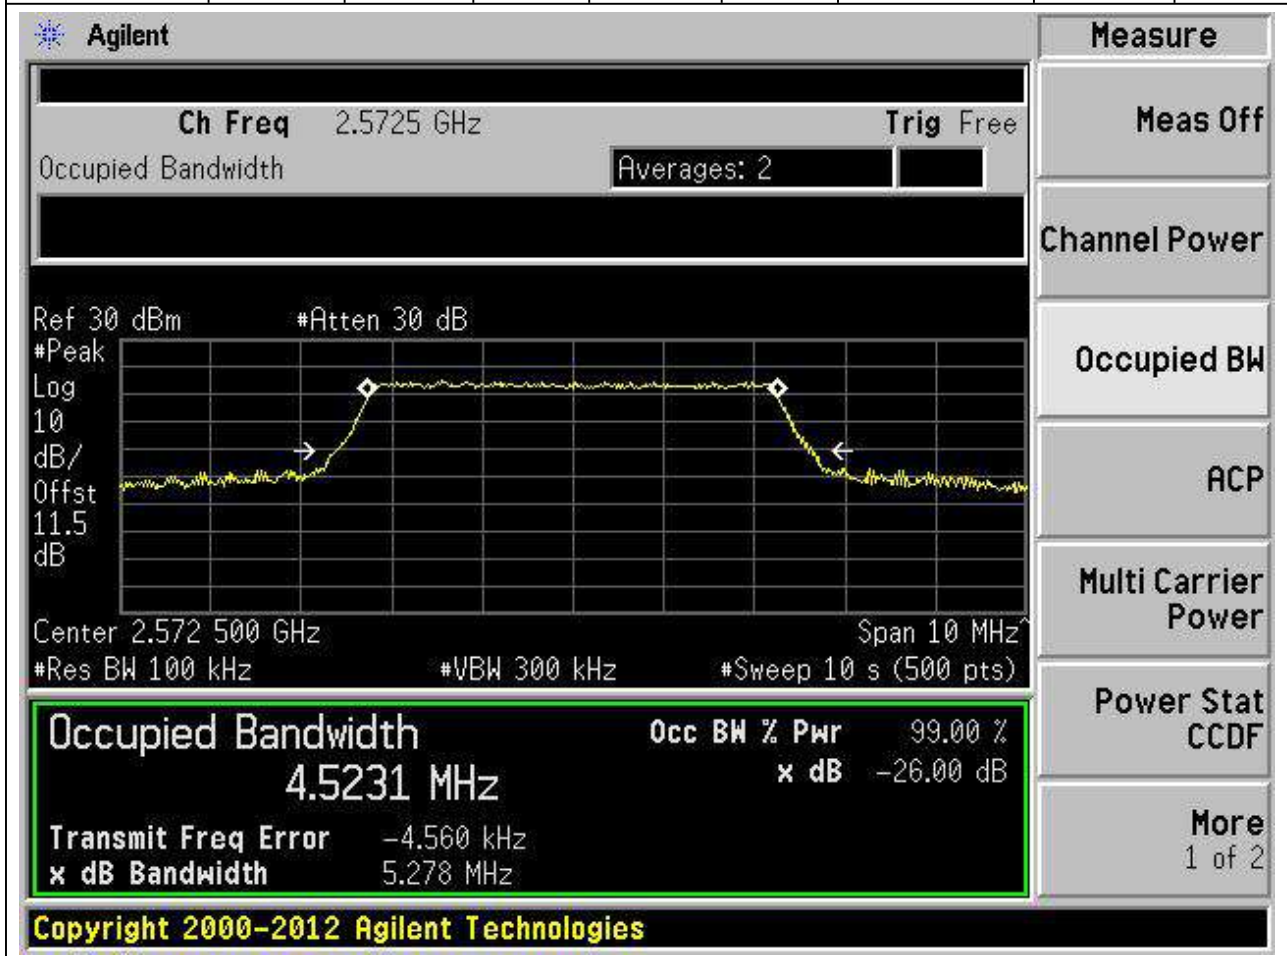 Agilent
Measure
Ch Freq 2.5725 GHz Trig Free
Occupied Bandwidth Averages: 2
Meas Off
Channel Power
Occupied BW
ACP
Multi Carrier
Power
Power Stat
CCDF
More
1 of 2
Ref 30 dBm #Atten 30 dB
#Peak
Log
10
dB/
Offst
11.5
dB
Center 2.572 500 GHz Span 10 MHz^
#Res BW 100 kHz #VBW 300 kHz #Sweep 10 s (500 pts)
Occupied Bandwidth Occ BW % Pwr 99.00 %
4.5231 MHz x dB -26.00 dB
Transmit Freq Error -4.560 kHz
x dB Bandwidth 5.278 MHz
Copyright 2000-2012 Agilent Technologies